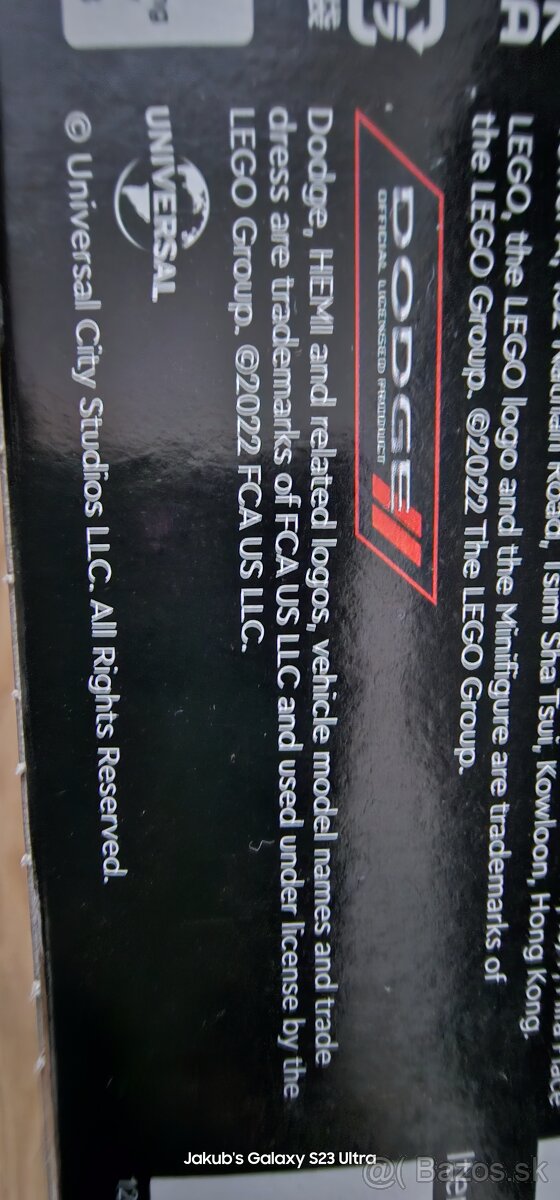 Road, Tsim Sha Tsui, Kowloon, Hong Kong.
LEGO, the LEGO logo and the Minifigure are trademarks of
the LEGO Group. ©2022 The LEGO Group.
DODGE
OFFICIAL LICENSED PRODUCT
Dodge, HEMI and related logos, vehicle model names and trade
dress are trademarks of FCA US LLC and used under license by the
LEGO Group. ©2022 FCA US LLC.
UNIVERSAL
© Universal City Studios LLC. All Rights Reserved.
Jakub's Galaxy S23 Ultra
Bazos.sk